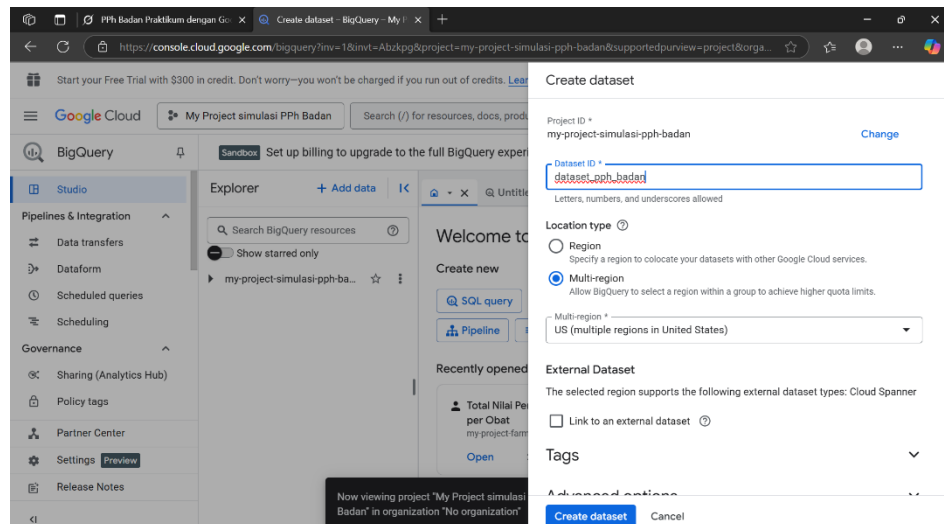 PPh Badan Praktikum dengan Go
Create dataset – BigQuery – My P
https://console.cloud.google.com/bigquery?inv=1&invt=Abzkpg&project=my-project-simulasi-pph-badan&supportedpurview=project&orga...
Start your Free Trial with $300 in credit. Don't worry—you won't be charged if you run out of credits. Lear
Google Cloud
My Project simulasi PPh Badan
Search (/) for resources, docs, produ
BigQuery
Sandbox Set up billing to upgrade to the full BigQuery experi
Studio
Pipelines & Integration
Data transfers
Dataform
Scheduled queries
Scheduling
Governance
Sharing (Analytics Hub)
Policy tags
Partner Center
Settings Preview
Release Notes
Explorer
+ Add data
Search BigQuery resources
Show starred only
my-project-simulasi-pph-ba...
Untitle
Welcome to
Create new
SQL query
Pipeline
Recently opened
Total Nilai Pe
per Obat
my-project-farm
Open
Now viewing project "My Project simulasi
Badan" in organization "No organization"
Create dataset
Project ID *
my-project-simulasi-pph-badan
Change
Dataset ID *
dataset_pph_badan
Letters, numbers, and underscores allowed
Location type
Region
Specify a region to colocate your datasets with other Google Cloud services.
Multi-region
Allow BigQuery to select a region within a group to achieve higher quota limits.
Multi-region *
US (multiple regions in United States)
External Dataset
The selected region supports the following external dataset types: Cloud Spanner
Link to an external dataset
Tags
Advanced options
Create dataset
Cancel